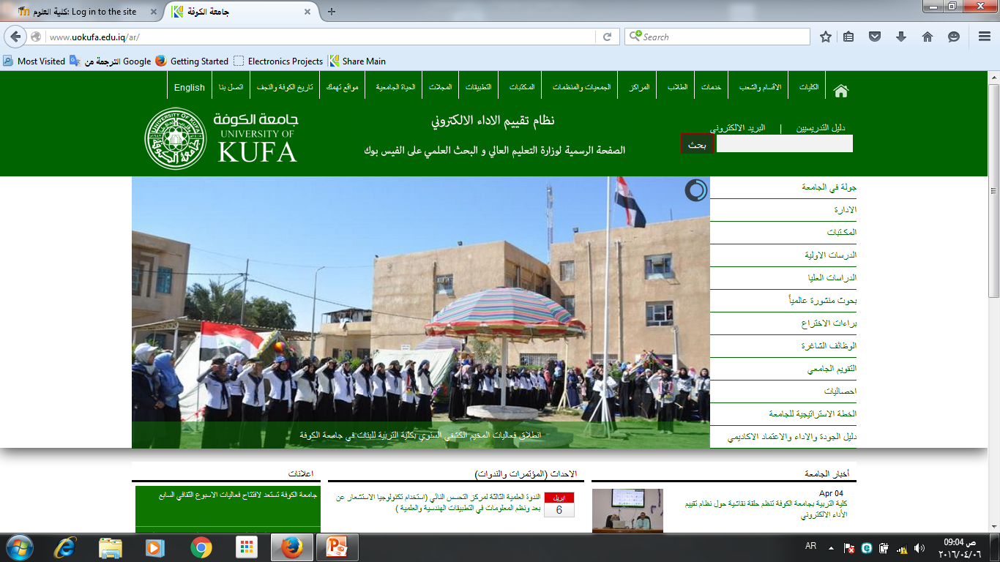 كلية العلوم: Log in to the site
جامعة الكوفة
www.uokufa.edu.iq/ar/
Search
Most Visited
الترجمة من Google
Getting Started
Electronics Projects
Share Main
الكليات
الاقسام والشعب
خدمات
الطلاب
المراكز
الجمعيات والمنظمات
المكتبات
التطبيقات
المجلات
الحياة الجامعية
مواقع تهمك
تاريخ الكوفة والنجف
اتصل بنا
English
دليل التدريسيين | البريد الالكتروني
بحث
نظام تقييم الاداء الالكتروني
الصفحة الرسمية لوزارة التعليم العالي و البحث العلمي على الفيس بوك
جامعة الكوفة
UNIVERSITY OF
KUFA
جولة في الجامعة
الادارة
المكتبات
الدرسات الاولية
الدراسات العليا
بحوث منشورة عالمياً
براءات الاختراع
الوظائف الشاغرة
التقويم الجامعي
احصائيات
الخطة الاستراتيجية للجامعة
دليل الجودة والاداء والاعتماد الاكاديمي
انطلاق فعاليات المخيم الكشفي السنوي بكلية التربية للبنات في جامعة الكوفة
أخبار الجامعة
Apr 04
كلية التربية بجامعة الكوفة تنظم حلقة نقاشية حول نظام تقييم
الأداء الالكتروني
الاحداث (المؤتمرات والندوات)
ابريل
6
الندوة العلمية الثالثة لمركز التحسس النائي (استخدام تكنولوجيا الاستشعار عن
بعد ونظم المعلومات في التطبيقات الهندسية والعلمية )
اعلانات
جامعة الكوفة تستعد لافتتاح فعاليات الاسبوع الثقافي السابع
AR
09:04 ص
٢٠١٦/٠٤/٠٦